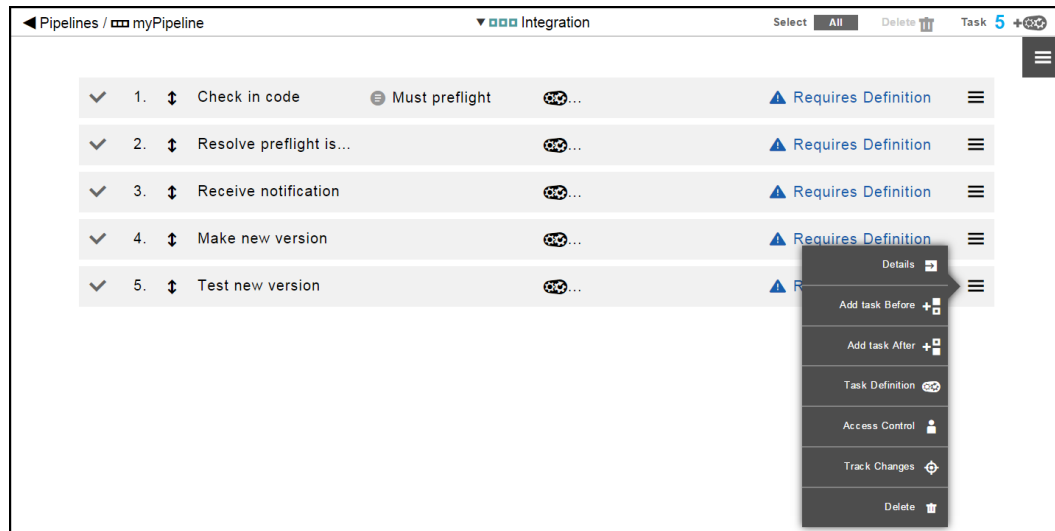 Pipelines / myPipeline Integration Select All Delete Task 5
1. Check in code Must preflight ... Requires Definition
2. Resolve preflight is... ... Requires Definition
3. Receive notification ... Requires Definition
4. Make new version ... Requires Definition
5. Test new version ... R
Details
Add task Before
Add task After
Task Definition
Access Control
Track Changes
Delete